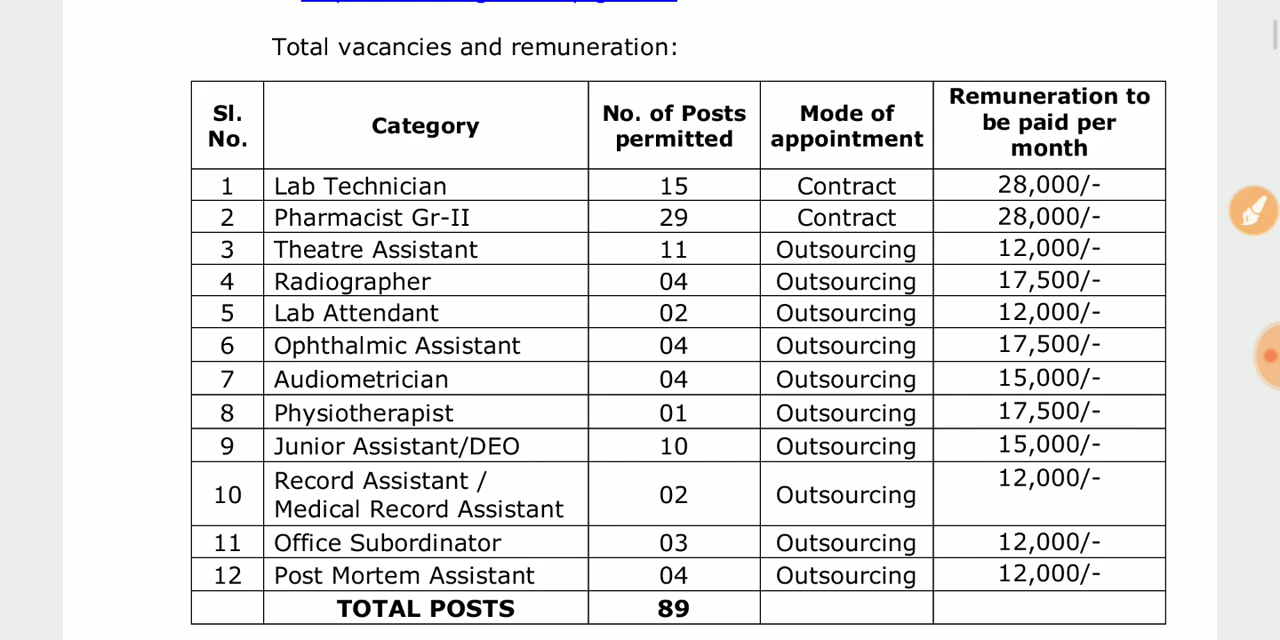 Total vacancies and remuneration:
Sl. No. Category No. of Posts permitted Mode of appointment Remuneration to be paid per month
1 Lab Technician 15 Contract 28,000/-
2 Pharmacist Gr-II 29 Contract 28,000/-
3 Theatre Assistant 11 Outsourcing 12,000/-
4 Radiographer 04 Outsourcing 17,500/-
5 Lab Attendant 02 Outsourcing 12,000/-
6 Ophthalmic Assistant 04 Outsourcing 17,500/-
7 Audiometrician 04 Outsourcing 15,000/-
8 Physiotherapist 01 Outsourcing 17,500/-
9 Junior Assistant/DEO 10 Outsourcing 15,000/-
10 Record Assistant / Medical Record Assistant 02 Outsourcing 12,000/-
11 Office Subordinator 03 Outsourcing 12,000/-
12 Post Mortem Assistant 04 Outsourcing 12,000/-
TOTAL POSTS 89